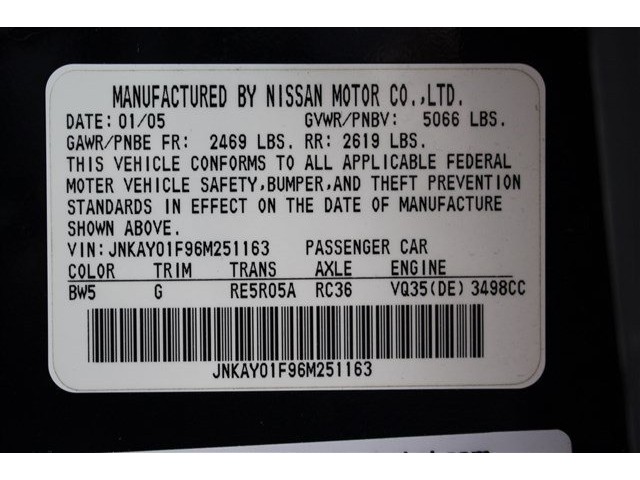 MANUFACTURED BY NISSAN MOTOR CO.,LTD.
DATE: 01/05 GVWR/PNBV: 5066 LBS.
GAWR/PNBE FR: 2469 LBS. RR: 2619 LBS.
THIS VEHICLE CONFORMS TO ALL APPLICABLE FEDERAL
MOTOR VEHICLE SAFETY,BUMPER,AND THEFT PREVENTION
STANDARDS IN EFFECT ON THE DATE OF MANUFACTURE
SHOWN ABOVE.
VIN:JNKAY01F96M251163 PASSENGER CAR
COLOR TRIM TRANS AXLE ENGINE
BW5 G RE5R05A RC36 VQ35(DE) 3498CC
JNKAY01F96M251163